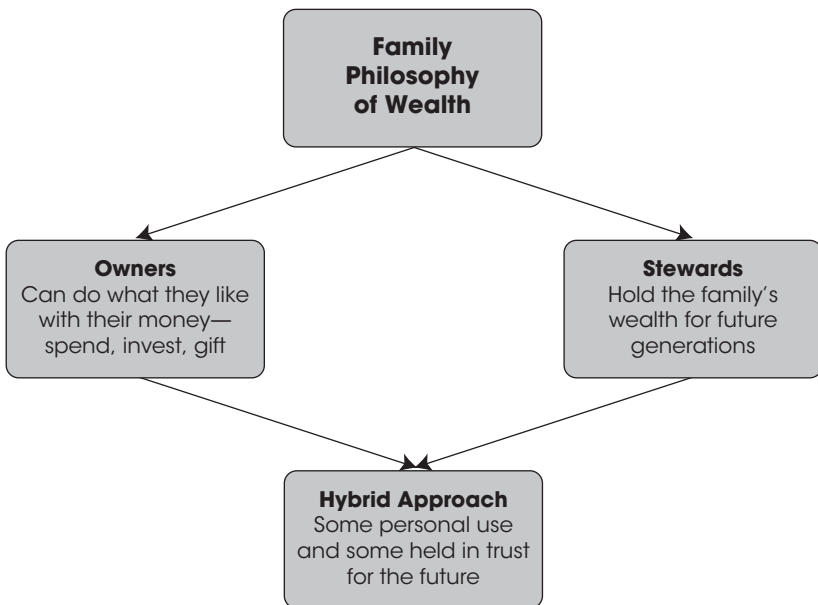 Family
Philosophy
of Wealth
Owners
Can do what they like
with their money—
spend, invest, gift
Stewards
Hold the family’s
wealth for future
generations
Hybrid Approach
Some personal use
and some held in trust
for the future